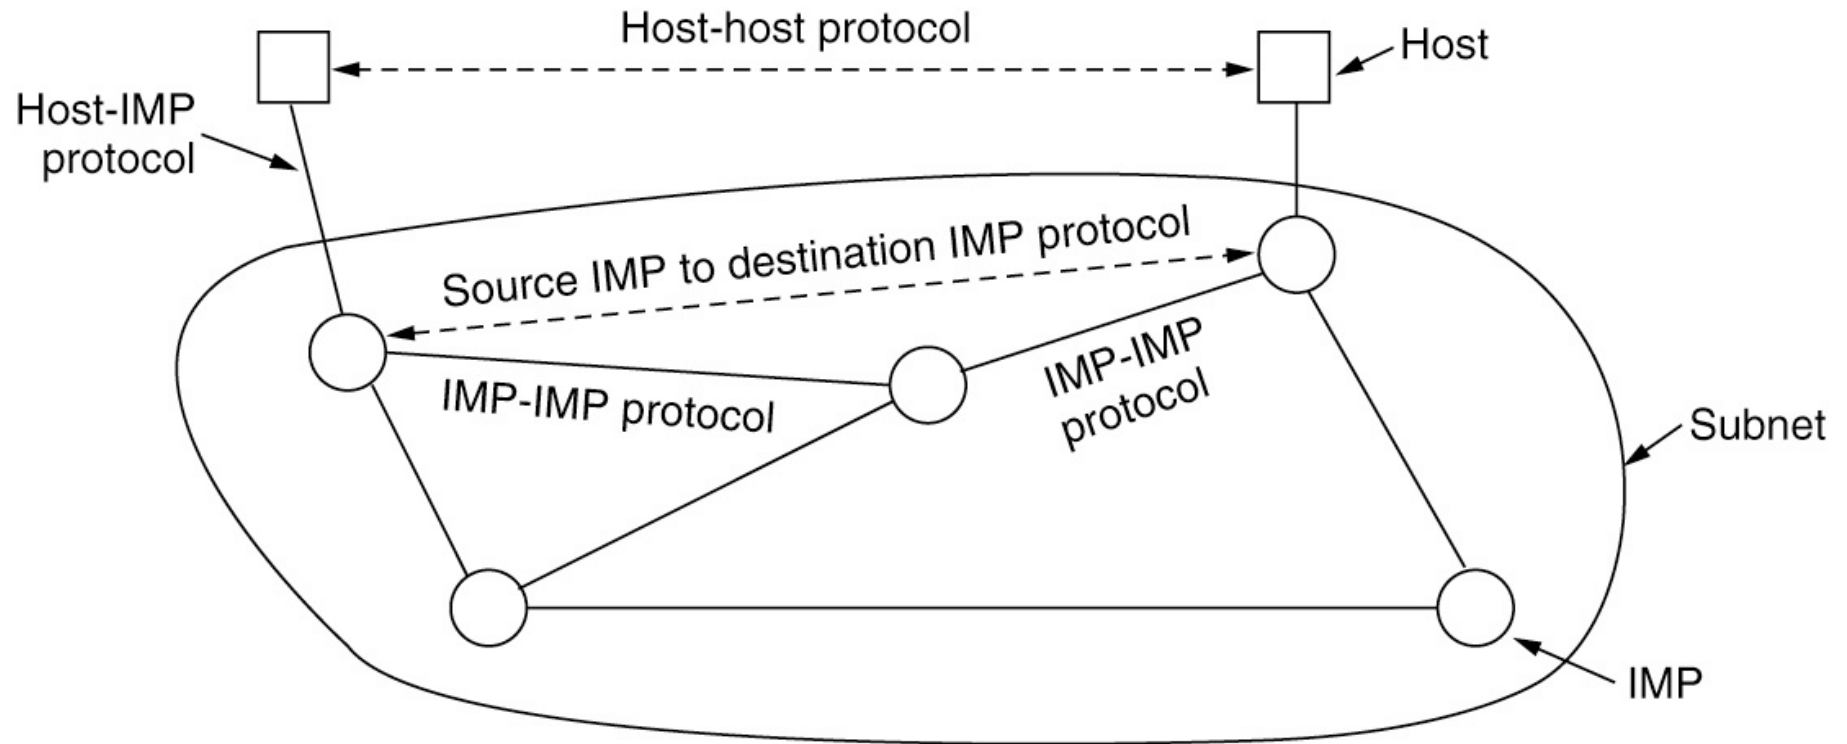 Host-host protocol
Host
Host-IMP
protocol
Source IMP to destination IMP protocol
IMP-IMP protocol
IMP-IMP
protocol
Subnet
IMP